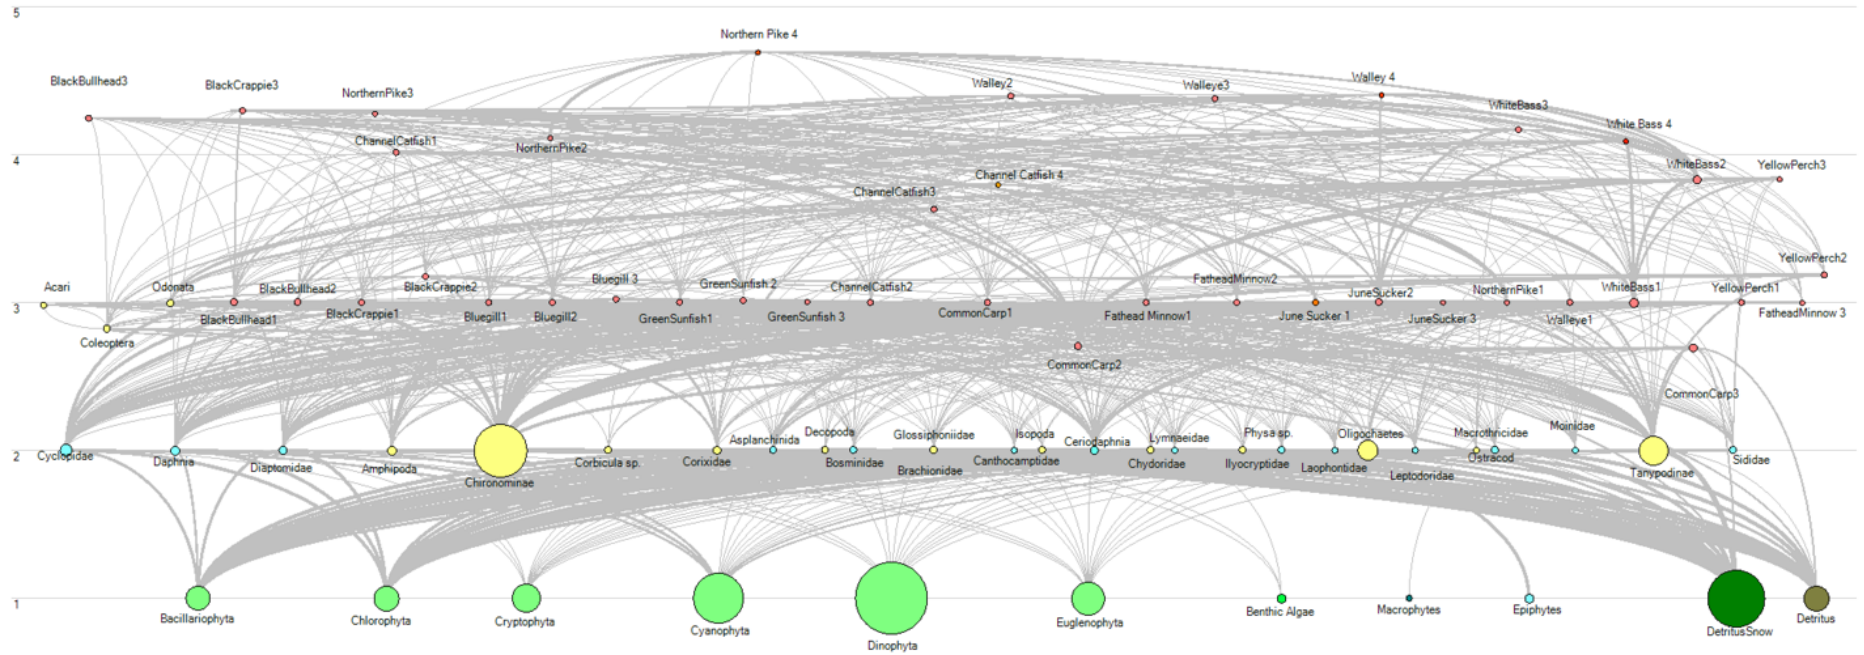 5
Northern Pike 4
BlackBullhead3
BlackCrappie3
NorthernPike3
Walley2
Walleye3
Walley 4
WhiteBass3
White Bass 4
ChannelCatfish1
NorthernPike2
4
WhiteBass2
YellowPerch3
Channel Catfish 4
ChannelCatfish3
YellowPerch2
Acari
Odonata
BlackBullhead2
BlackCrappie2
Bluegill 3
GreenSunfish 2
ChannelCatfish2
FatheadMinnow2
JuneSucker2
NorthernPike1
WhiteBass1
YellowPerch1
3
BlackBullhead1
BlackCrappie1
Bluegill1
Bluegill2
GreenSunfish1
GreenSunfish 3
CommonCarp1
Fathead Minnow1
June Sucker 1
JuneSucker 3
Walleye1
FatheadMinnow 3
Coleoptera
CommonCarp2
CommonCarp3
Asplanchinida
Decopoda
Glossiphoniidae
Isopoda
Ceriodaphnia
Lymnaeidae
Physa sp.
Oligochaetes
Macrothricidae
Moinidae
2
Cyclopidae
Daphnia
Diaptomidae
Amphipoda
Chironominae
Corbicula sp.
Corixidae
Bosminidae
Brachionidae
Canthocamptidae
Chydoridae
Ilyocryptidae
Laophontidae
Leptodoridae
Ostracod
Tanypodinae
Sididae
1
Bacillariophyta
Chlorophyta
Cryptophyta
Cyanophyta
Dinophyta
Euglenophyta
Benthic Algae
Macrophytes
Epiphytes
DetritusSnow
Detritus